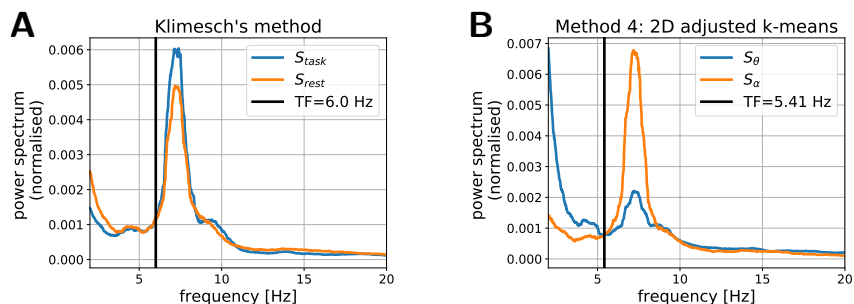 A
Klimesch's method
power spectrum
(normalised)
0.006
0.005
0.004
0.003
0.002
0.001
0.000
S_task
S_rest
TF=6.0 Hz
5
10
15
20
frequency [Hz]
B
Method 4: 2D adjusted k-means
power spectrum
(normalised)
0.007
0.006
0.005
0.004
0.003
0.002
0.001
0.000
S_θ
S_α
TF=5.41 Hz
5
10
15
20
frequency [Hz]